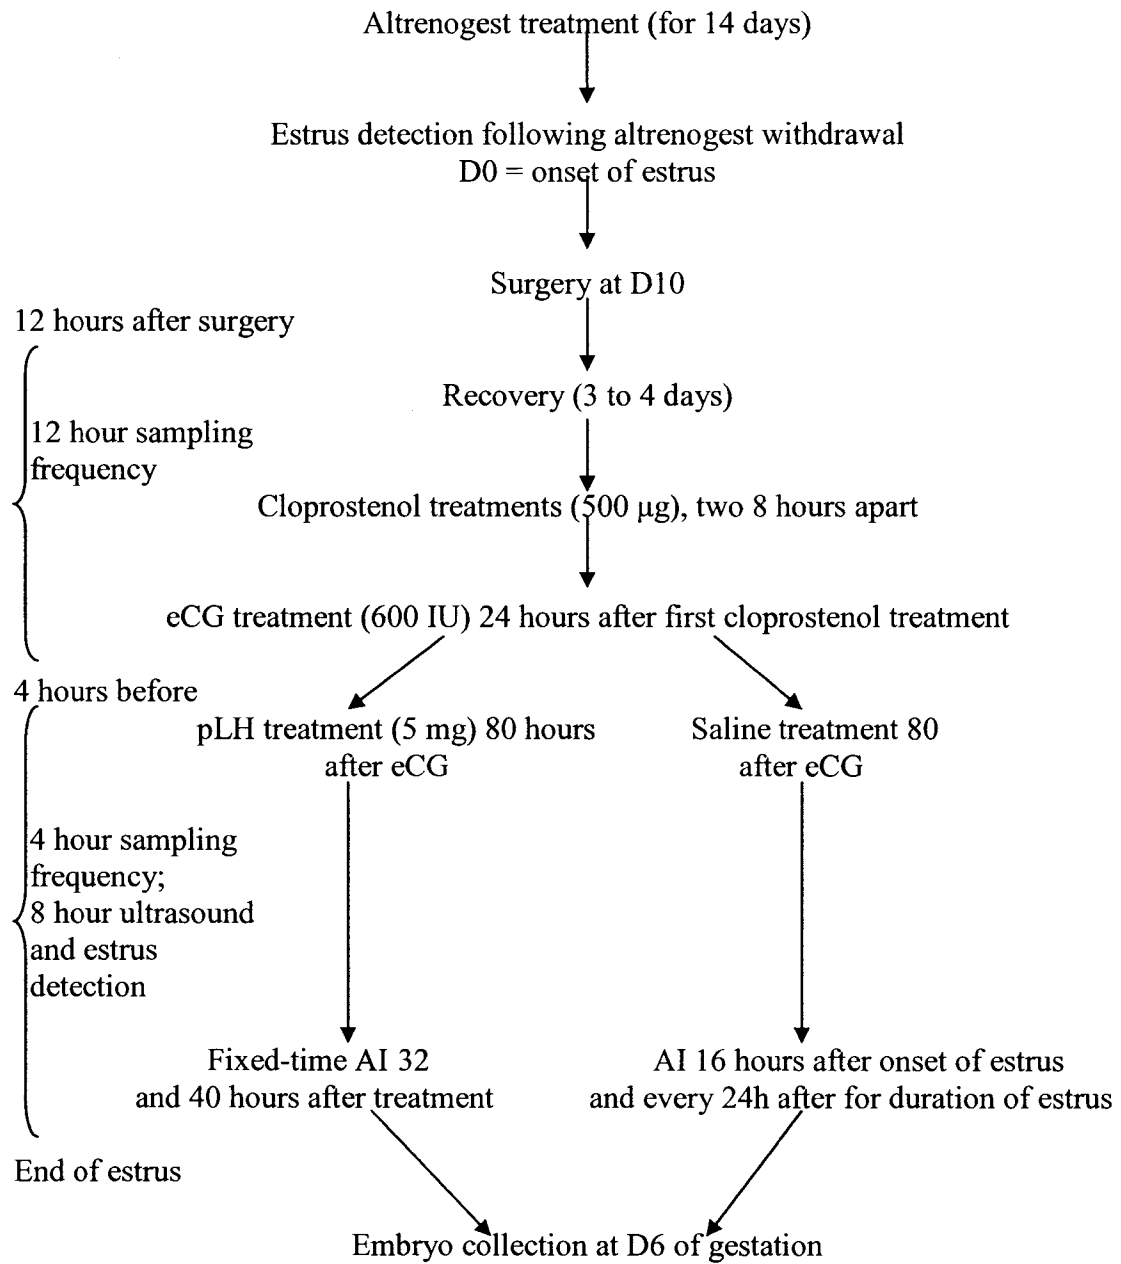 Altrenogest treatment (for 14 days)
Estrus detection following altrenogest withdrawal
D0 = onset of estrus
Surgery at D10
12 hours after surgery
Recovery (3 to 4 days)
12 hour sampling
frequency
Cloprostenol treatments (500 µg), two 8 hours apart
eCG treatment (600 IU) 24 hours after first cloprostenol treatment
4 hours before
pLH treatment (5 mg) 80 hours
after eCG
Saline treatment 80
after eCG
4 hour sampling
frequency;
8 hour ultrasound
and estrus
detection
Fixed-time AI 32
and 40 hours after treatment
AI 16 hours after onset of estrus
and every 24h after for duration of estrus
End of estrus
Embryo collection at D6 of gestation